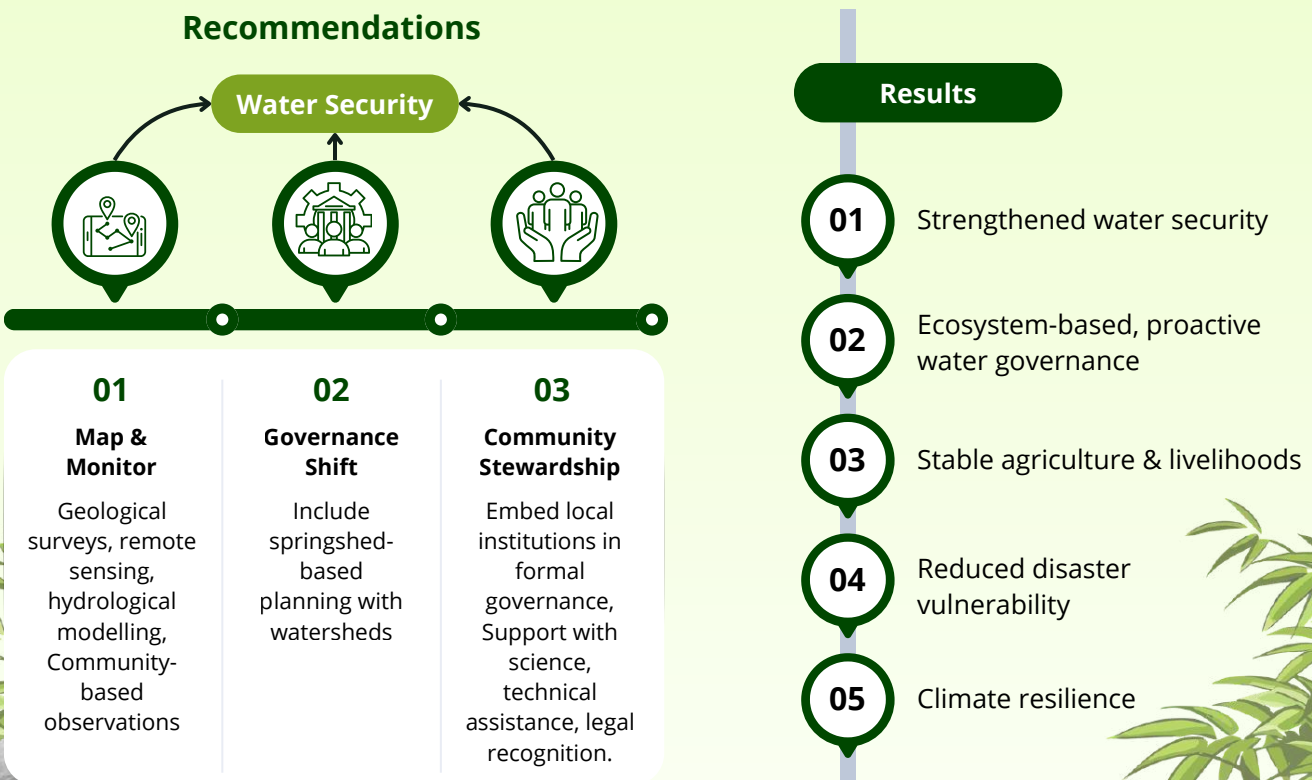 Recommendations
Water Security
01
Map &
Monitor
Geological
surveys, remote
sensing,
hydrological
modelling,
Community-
based
observations
02
Governance
Shift
Include
springshed-
based
planning with
watersheds
03
Community
Stewardship
Embed local
institutions in
formal
governance,
Support with
science,
technical
assistance, legal
recognition.
Results
01
Strengthened water security
02
Ecosystem-based, proactive
water governance
03
Stable agriculture & livelihoods
04
Reduced disaster
vulnerability
05
Climate resilience